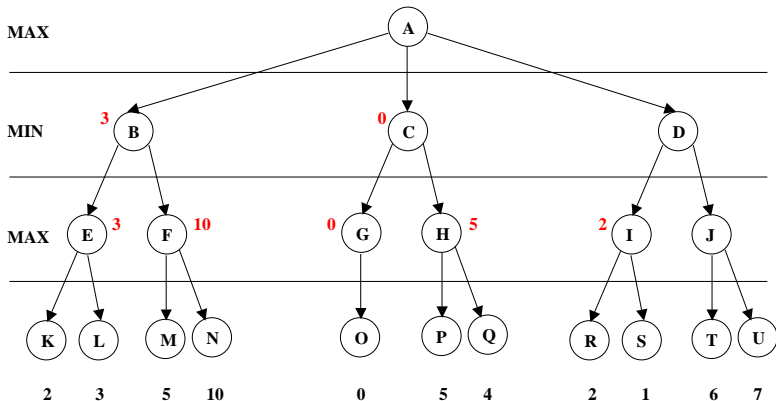 MAX A
3 B 0 C D
MIN
E 3 F 10 0 G H 5 2 I J
MAX
K L M N O P Q R S T U
2 3 5 10 0 5 4 2 1 6 7